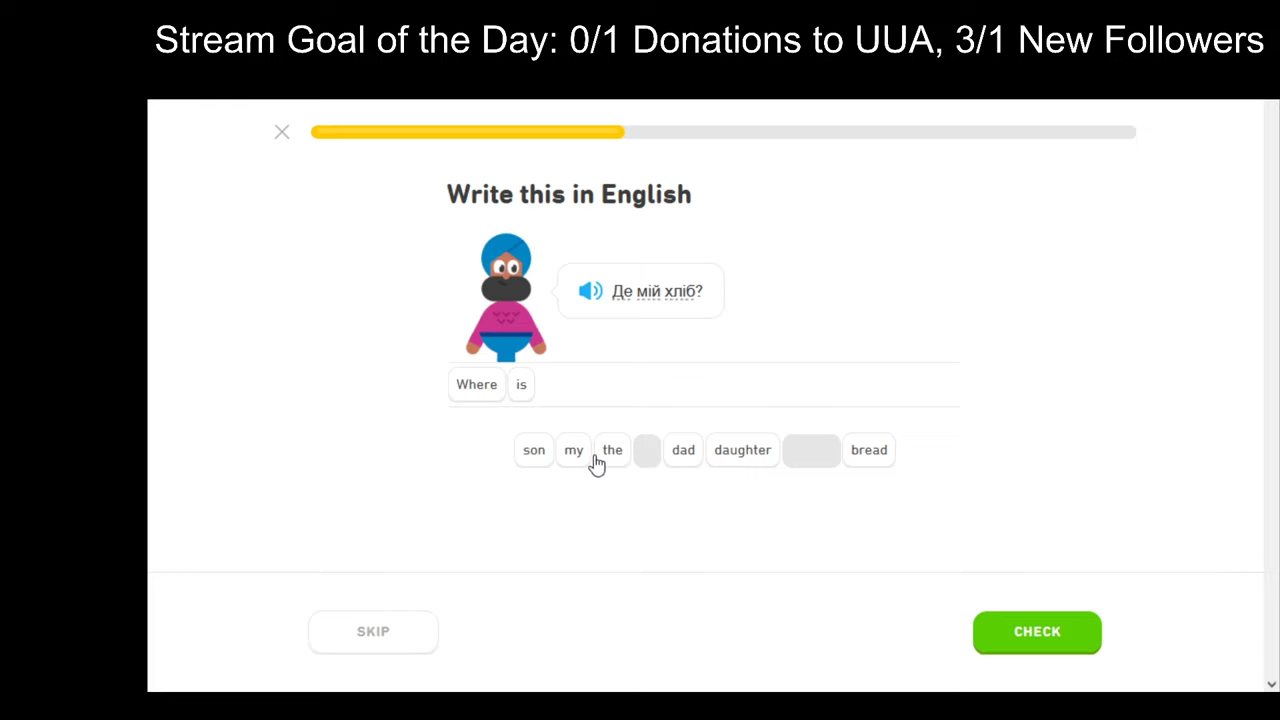 Stream Goal of the Day: 0/1 Donations to UUA, 3/1 New Followers
Write this in English
Де мій хліб?
Where is
son my the dad daughter bread
SKIP CHECK